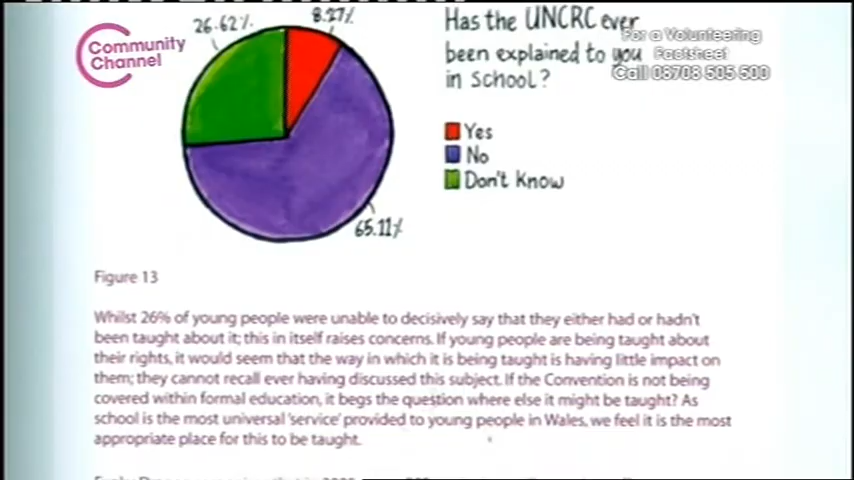 26.62%
8.27%
Has the UNCRC ever
been explained to you
in School?
Community
Channel
For a Volunteering
Factsheet
Call 08708 505 500
Yes
No
Don't Know
65.11%
Figure 13
Whilst 26% of young people were unable to decisively say that they either had or hadn't
been taught about it; this in itself raises concerns. If young people are being taught about
their rights, it would seem that the way in which it is being taught is having little impact on
them; they cannot recall ever having discussed this subject. If the Convention is not being
covered within formal education, it begs the question where else it might be taught? As
school is the most universal 'service' provided to young people in Wales, we feel it is the most
appropriate place for this to be taught.